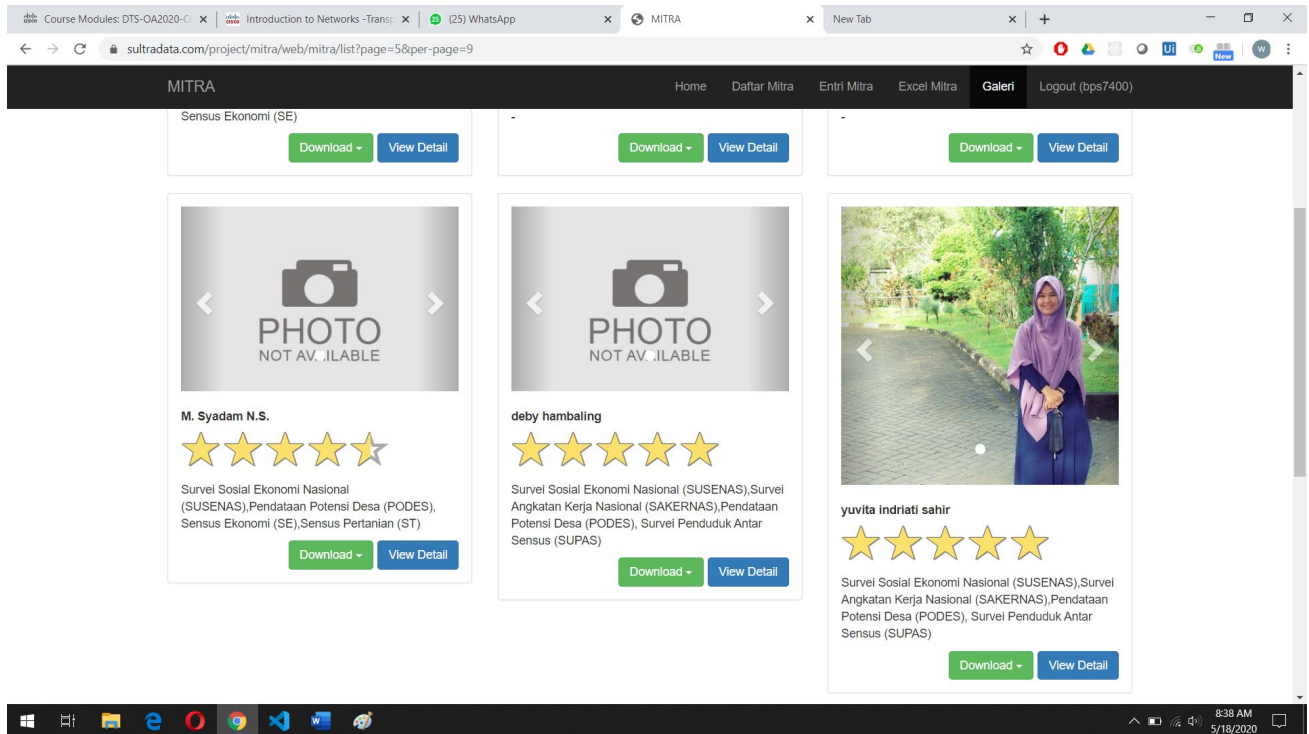 Course Modules: DTS-OA2020-C
Introduction to Networks -Transp
(25) WhatsApp
MITRA
New Tab
sultradata.com/project/mitra/web/mitra/list?page=5&per-page=9
New
W
MITRA
Home Daftar Mitra Entri Mitra Excel Mitra Galeri Logout (bps7400)
Sensus Ekonomi (SE)
-
-
Download View Detail
Download View Detail
Download View Detail
PHOTO
NOT AVAILABLE
M. Syadam N.S.
Survei Sosial Ekonomi Nasional
(SUSENAS),Pendataan Potensi Desa (PODES),
Sensus Ekonomi (SE),Sensus Pertanian (ST)
Download View Detail
PHOTO
NOT AVAILABLE
deby hambaling
Survei Sosial Ekonomi Nasional (SUSENAS),Survei
Angkatan Kerja Nasional (SAKERNAS),Pendataan
Potensi Desa (PODES), Survei Penduduk Antar
Sensus (SUPAS)
Download View Detail
yuvita indriati sahir
Survei Sosial Ekonomi Nasional (SUSENAS),Survei
Angkatan Kerja Nasional (SAKERNAS),Pendataan
Potensi Desa (PODES), Survei Penduduk Antar
Sensus (SUPAS)
Download View Detail
8:38 AM
5/18/2020